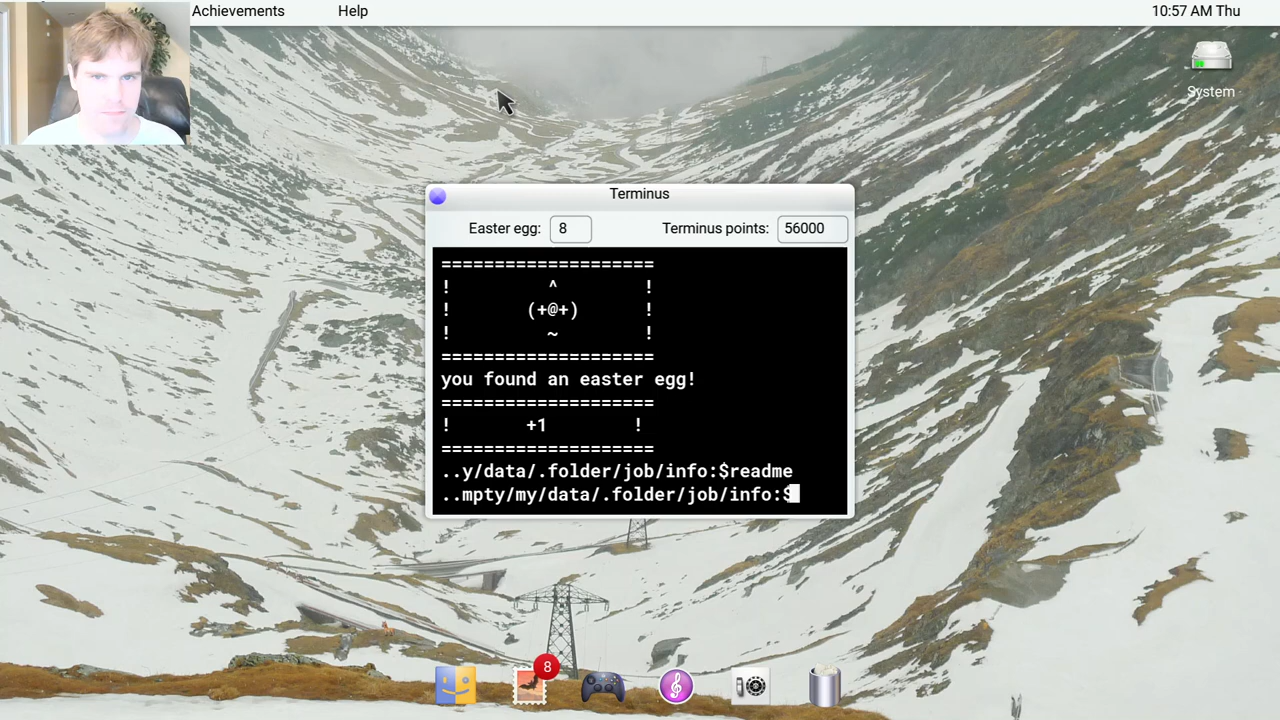 Achievements Help 10:57 AM Thu
System
Terminus
Easter egg: 8 Terminus points: 56000
====================
! ^ !
! (+@+) !
! ~ !
====================
you found an easter egg!
====================
! +1 !
====================
..y/data/.folder/job/info:$readme
..mpty/my/data/.folder/job/info:$
8